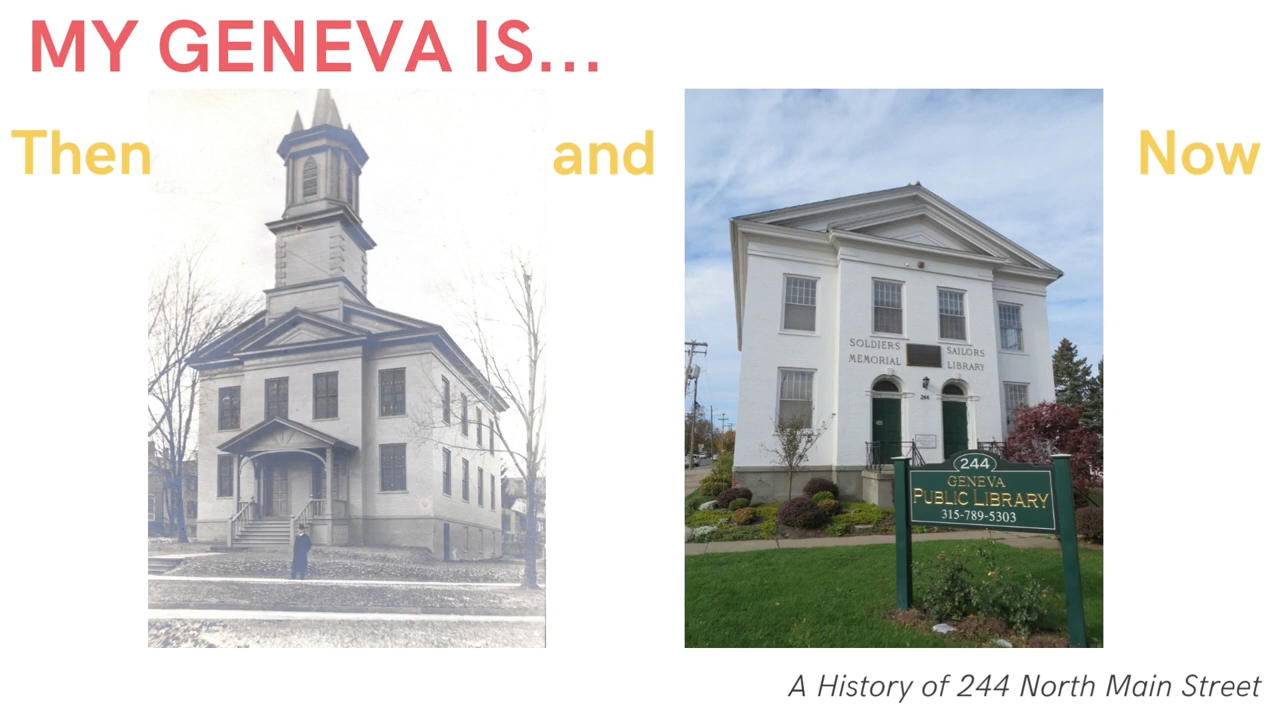 MY GENEVA IS...
Then and Now
SOLDIERS SAILORS
MEMORIAL LIBRARY
244
244
GENEVA
PUBLIC LIBRARY
315-789-5303
A History of 244 North Main Street